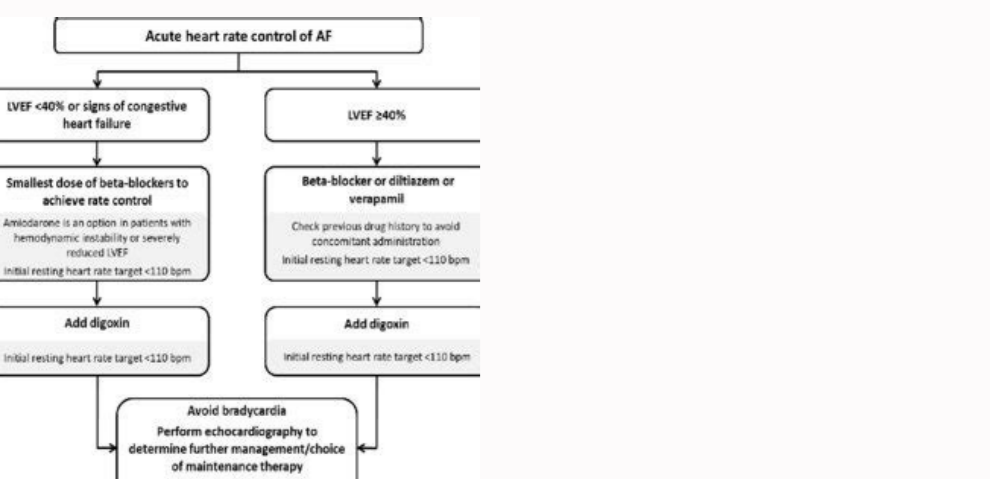 Acute heart rate control of AF
LVEF <40% or signs of congestive
heart failure
LVEF ≥40%
Smallest dose of beta-blockers to
achieve rate control
Amiodarone is an option in patients with
hemodynamic instability or severely
reduced LVEF
Initial resting heart rate target <110 bpm
Beta-blocker or diltiazem or
verapamil
Check previous drug history to avoid
concomitant administration
Initial resting heart rate target <110 bpm
Add digoxin
Initial resting heart rate target <110 bpm
Add digoxin
Initial resting heart rate target <110 bpm
Avoid bradycardia
Perform echocardiography to
determine further management/choice
of maintenance therapy